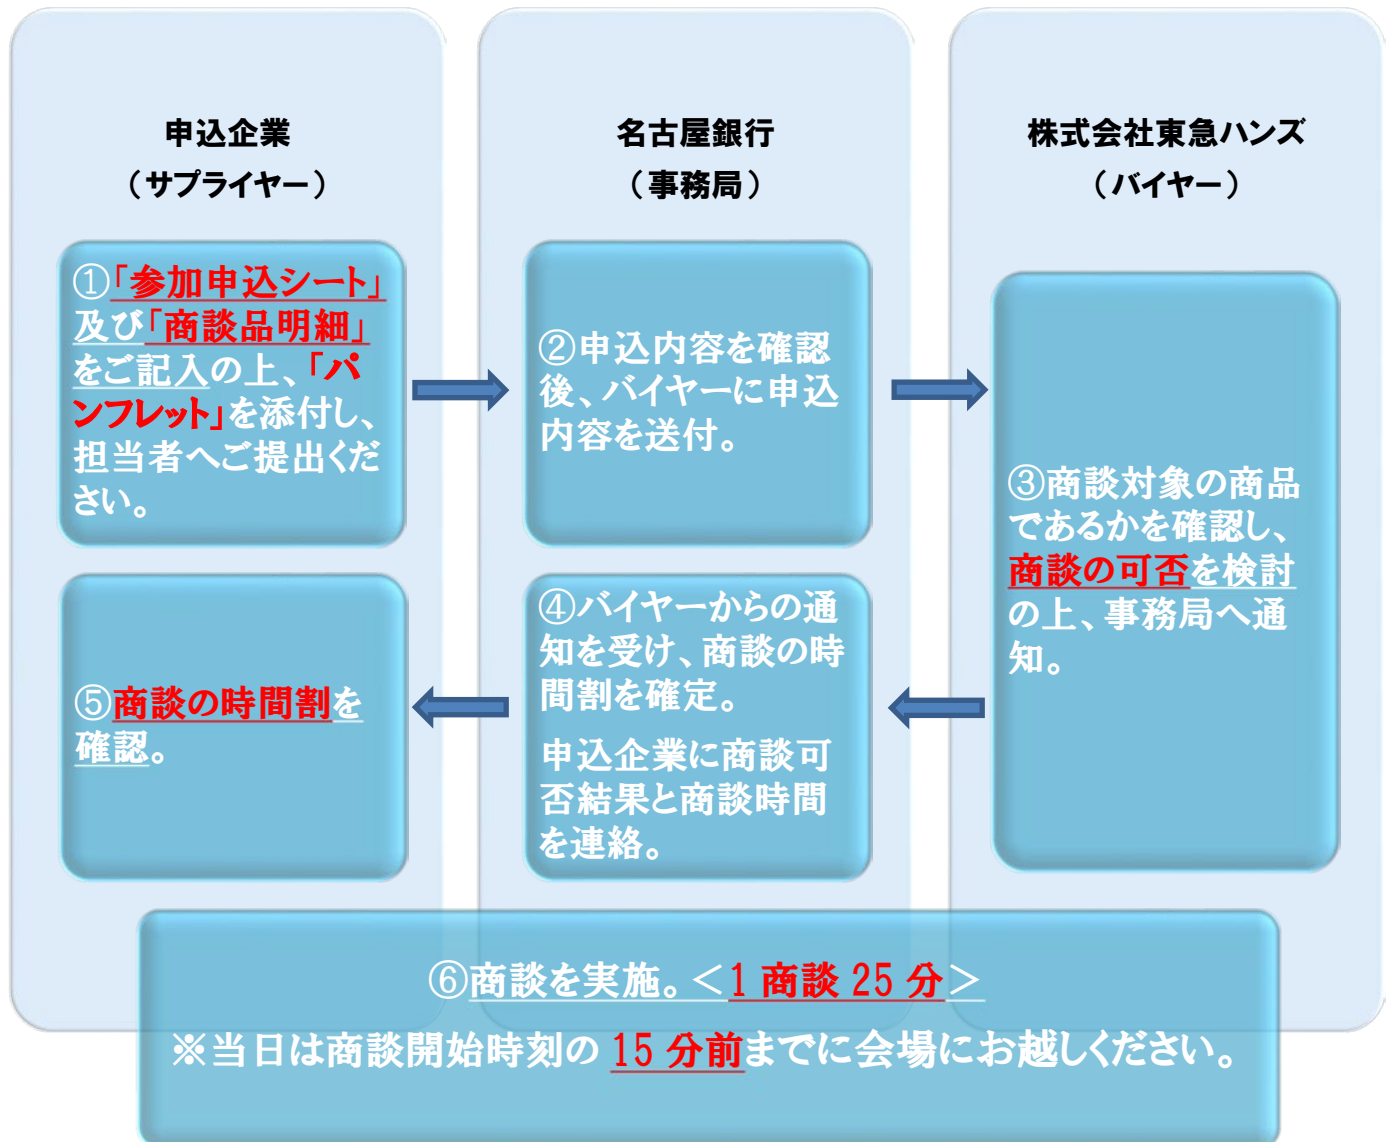 申込企業
（サプライヤー）
名古屋銀行
（事務局）
株式会社東急ハンズ
（バイヤー）
①「参加申込シート」
及び「商談品明細」
をご記入の上、「パ
ンフレット」を添付し、
担当者へご提出くだ
さい。
②申込内容を確認
後、バイヤーに申込
内容を送付。
③商談対象の商品
であるかを確認し、
商談の可否を検討
の上、事務局へ通
知。
④バイヤーからの通
知を受け、商談の時
間割を確定。
申込企業に商談可
否結果と商談時間
を連絡。
⑤商談の時間割を
確認。
⑥商談を実施。＜1 商談 25 分＞
※当日は商談開始時刻の 15 分前までに会場にお越しください。